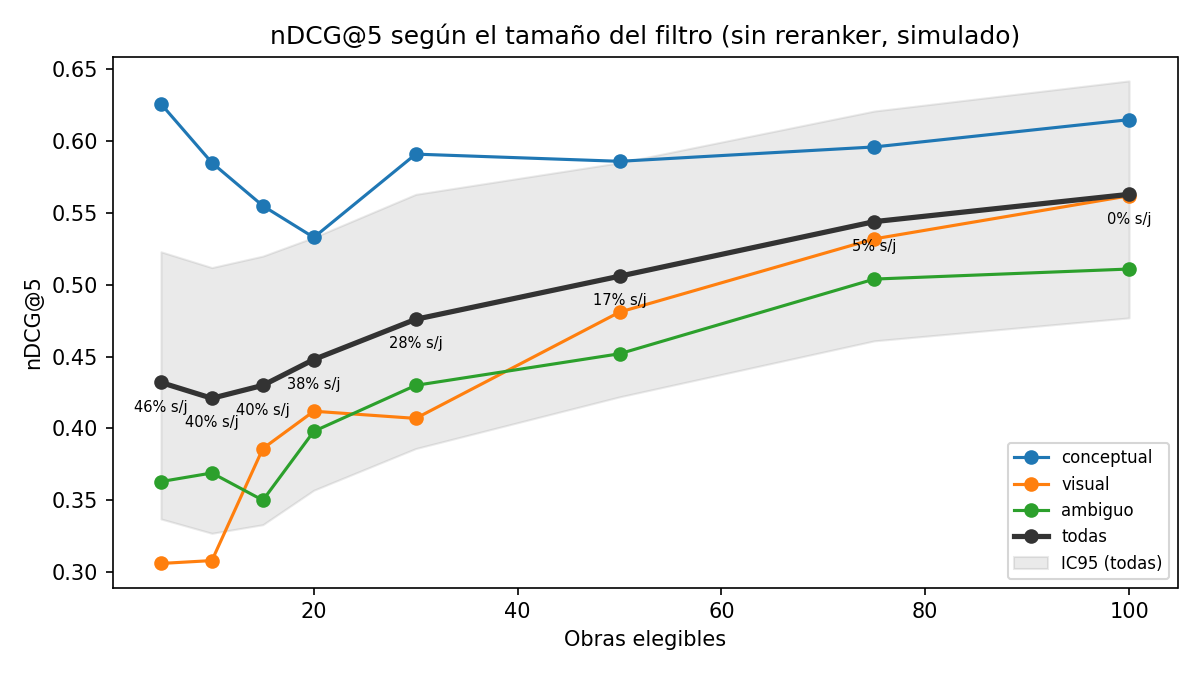 nDCG@5 según el tamaño del filtro (sin reranker, simulado)
nDCG@5
0.65
0.60
0.55
0.50
0.45
0.40
0.35
0.30
46% s/j
40% s/j
40% s/j
38% s/j
28% s/j
17% s/j
5% s/j
0% s/j
conceptual
visual
ambiguo
todas
IC95 (todas)
20
40
60
80
100
Obras elegibles